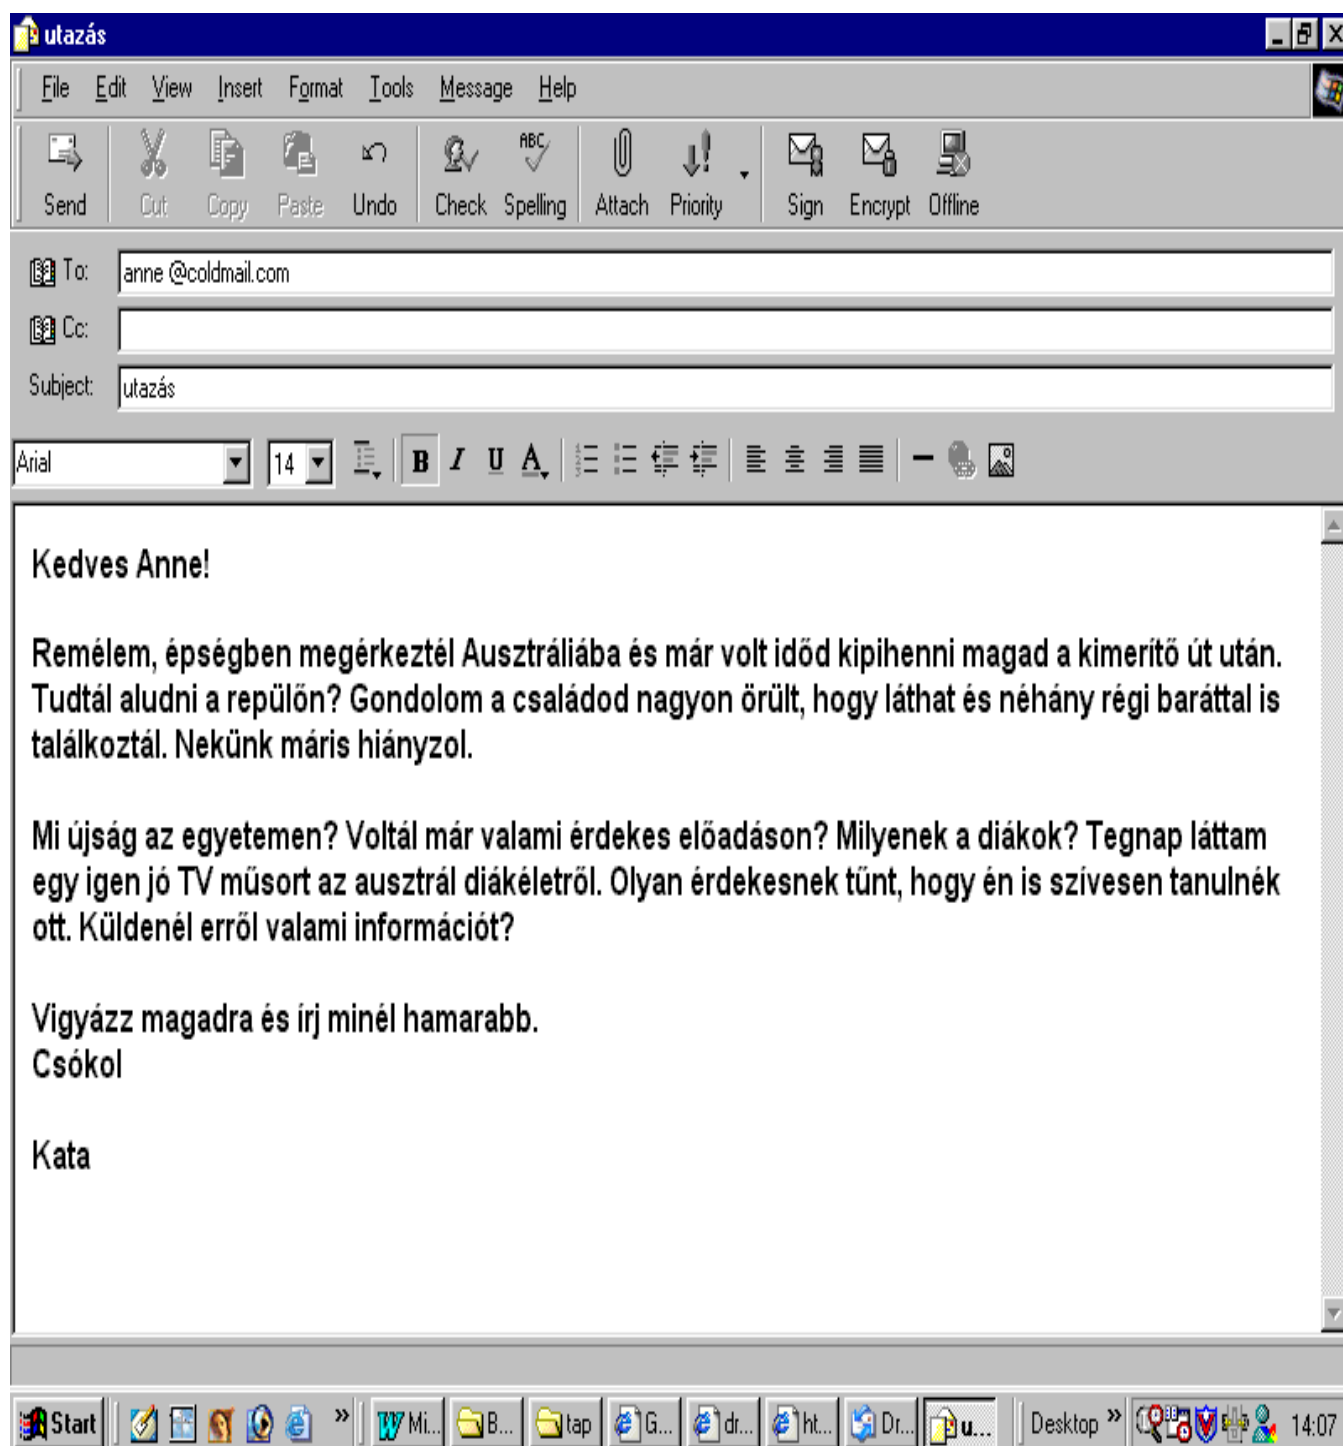 utazás
File Edit View Insert Format Tools Message Help
ABC
Send Cut Copy Paste Undo Check Spelling Attach Priority Sign Encrypt Offline
To: anne @coldmail.com
Cc:
Subject: utazás
Arial 14 B I U A
Kedves Anne!
Remélem, épségben megérkeztél Ausztráliába és már volt időd kipihenni magad a kimerítő út után.
Tudtál aludni a repülőn? Gondolom a családod nagyon örült, hogy láthat és néhány régi baráttal is
találkoztál. Nekünk máris hiányzol.
Mi újság az egyetemen? Voltál már valami érdekes előadáson? Milyenek a diákok? Tegnap láttam
egy igen jó TV műsort az ausztrál diákéletről. Olyan érdekesnek tűnt, hogy én is szívesen tanulnék
ott. Küldenél erről valami információt?
Vigyázz magadra és írj minél hamarabb.
Csókol
Kata
Start » Mi... B... tap G... dr... ht... Dr... u... Desktop » 14:07